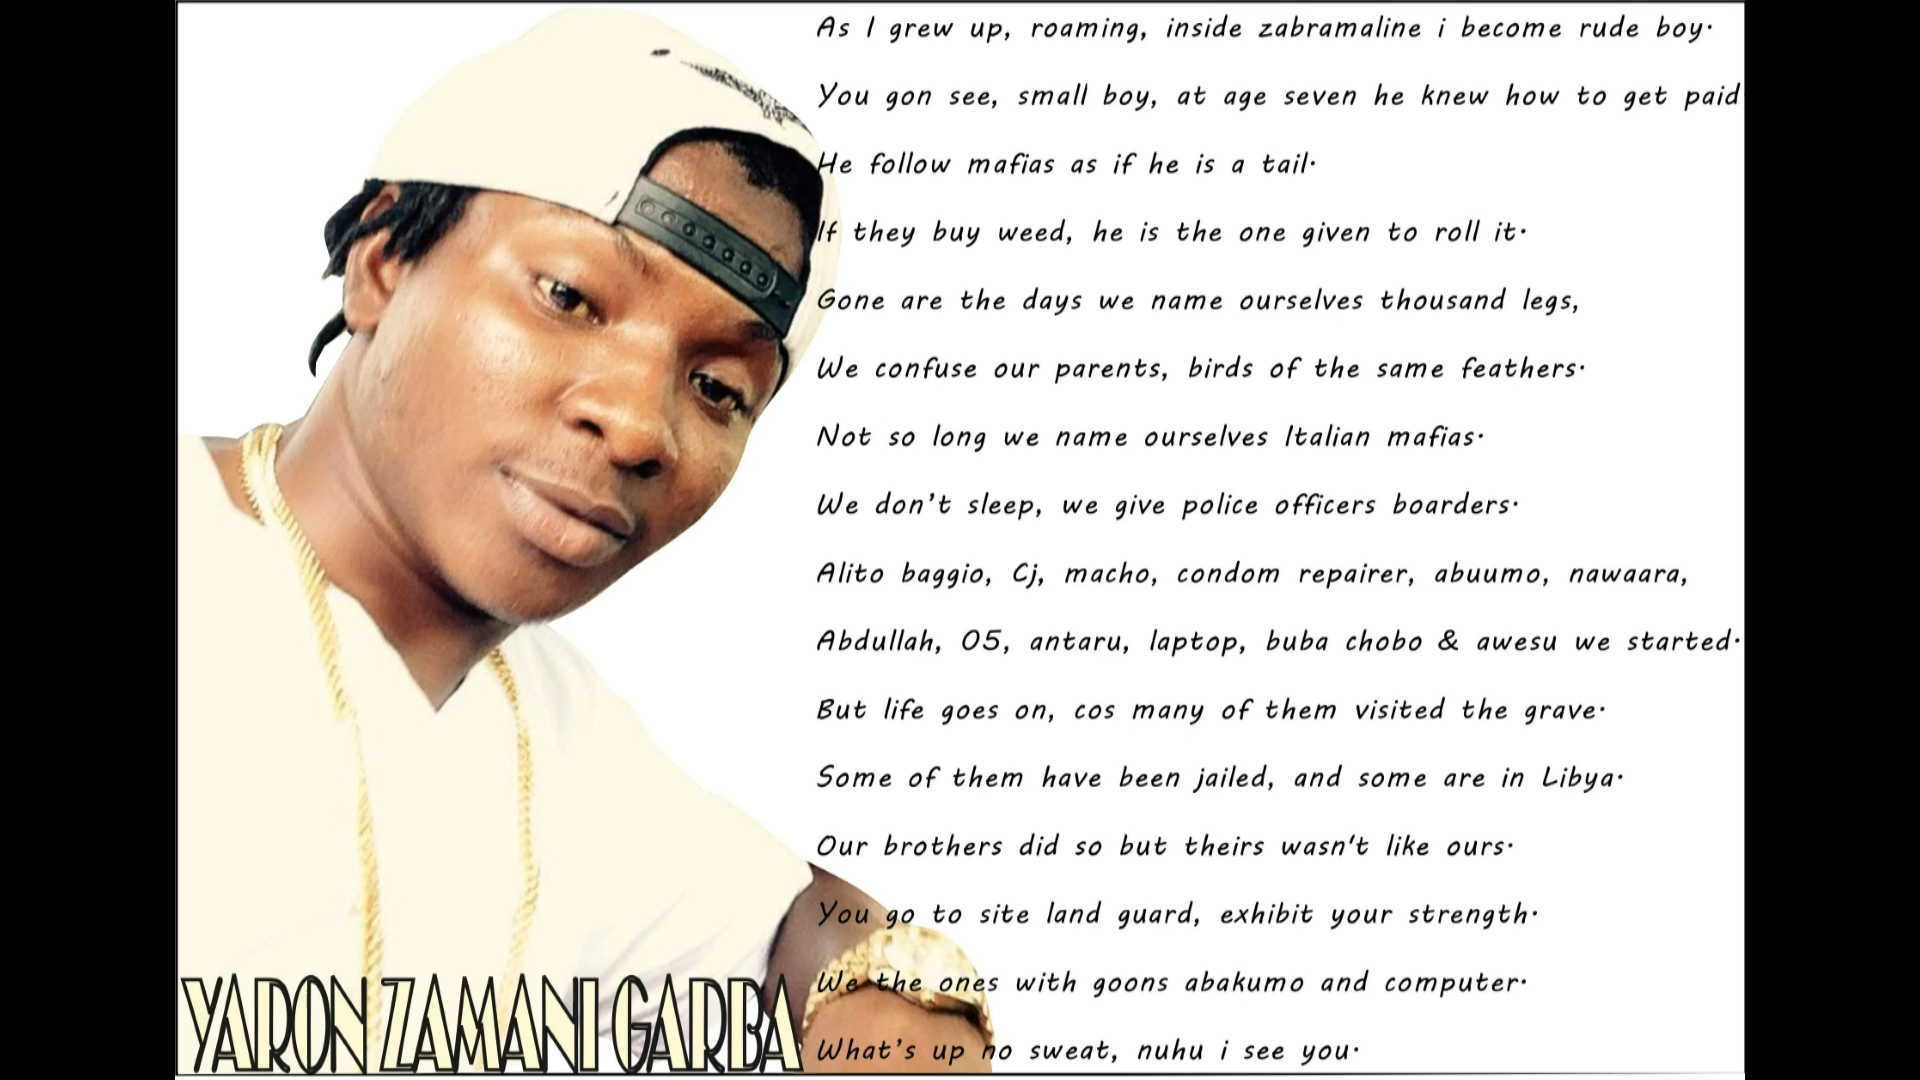 As I grew up, roaming, inside zabramaline i become rude boy.
You gon see, small boy, at age seven he knew how to get paid
He follow mafias as if he is a tail.
If they buy weed, he is the one given to roll it.
Gone are the days we name ourselves thousand legs,
We confuse our parents, birds of the same feathers.
Not so long we name ourselves Italian mafias.
We don't sleep, we give police officers boarders.
Alito baggio, Cj, macho, condom repairer, abuumo, nawaara,
Abdullah, O5, antaru, laptop, buba chobo & awesu we started.
But life goes on, cos many of them visited the grave.
Some of them have been jailed, and some are in Libya.
Our brothers did so but theirs wasn't like ours.
You go to site land guard, exhibit your strength.
We the ones with goons abakumo and computer.
What's up no sweat, nuhu i see you.
YARON ZAMANI GARBA